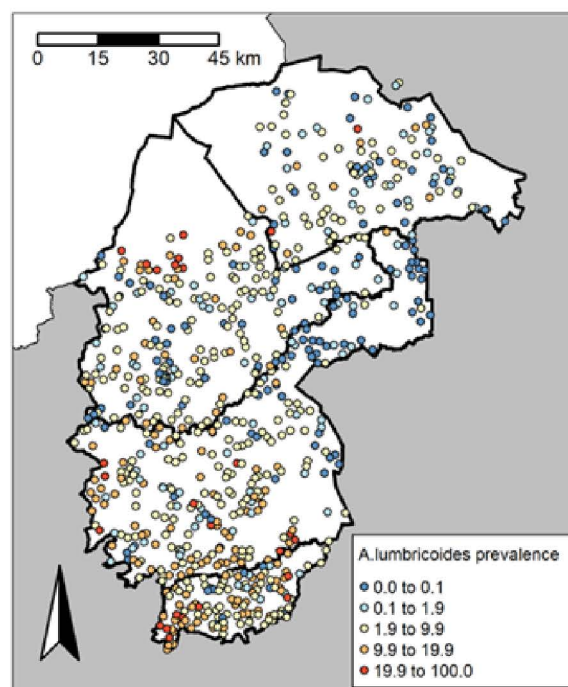 0 15 30 45 km
A.lumbricoides prevalence
0.0 to 0.1
0.1 to 1.9
1.9 to 9.9
9.9 to 19.9
19.9 to 100.0